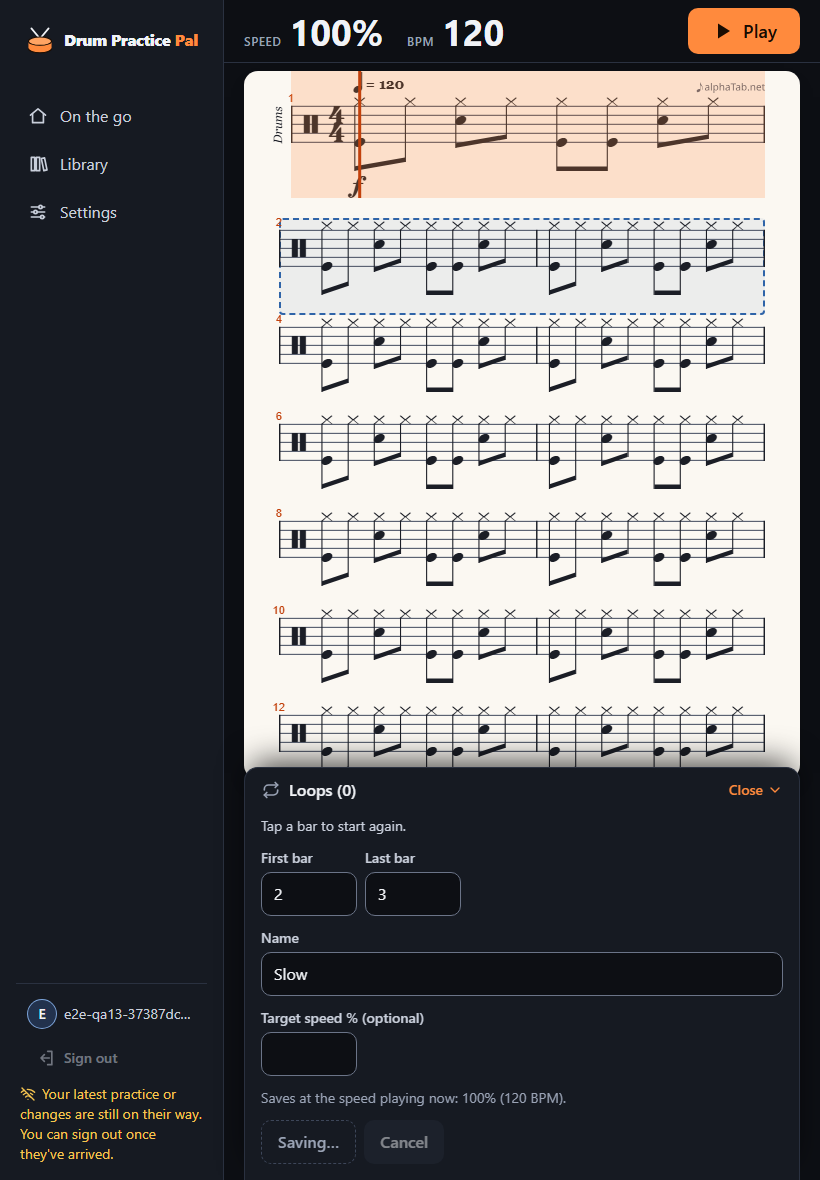 Drum Practice Pal
On the go
Library
Settings
E
e2e-qa13-37387dc...
Sign out
Your latest practice or
changes are still on their way.
You can sign out once
they've arrived.
SPEED 100% BPM 120
Play
= 120
alphaTab.net
1
Drums
4
4
f
2
4
6
8
10
12
Loops (0)
Close
Tap a bar to start again.
First bar Last bar
2 3
Name
Slow
Target speed % (optional)
Saves at the speed playing now: 100% (120 BPM).
Saving... Cancel